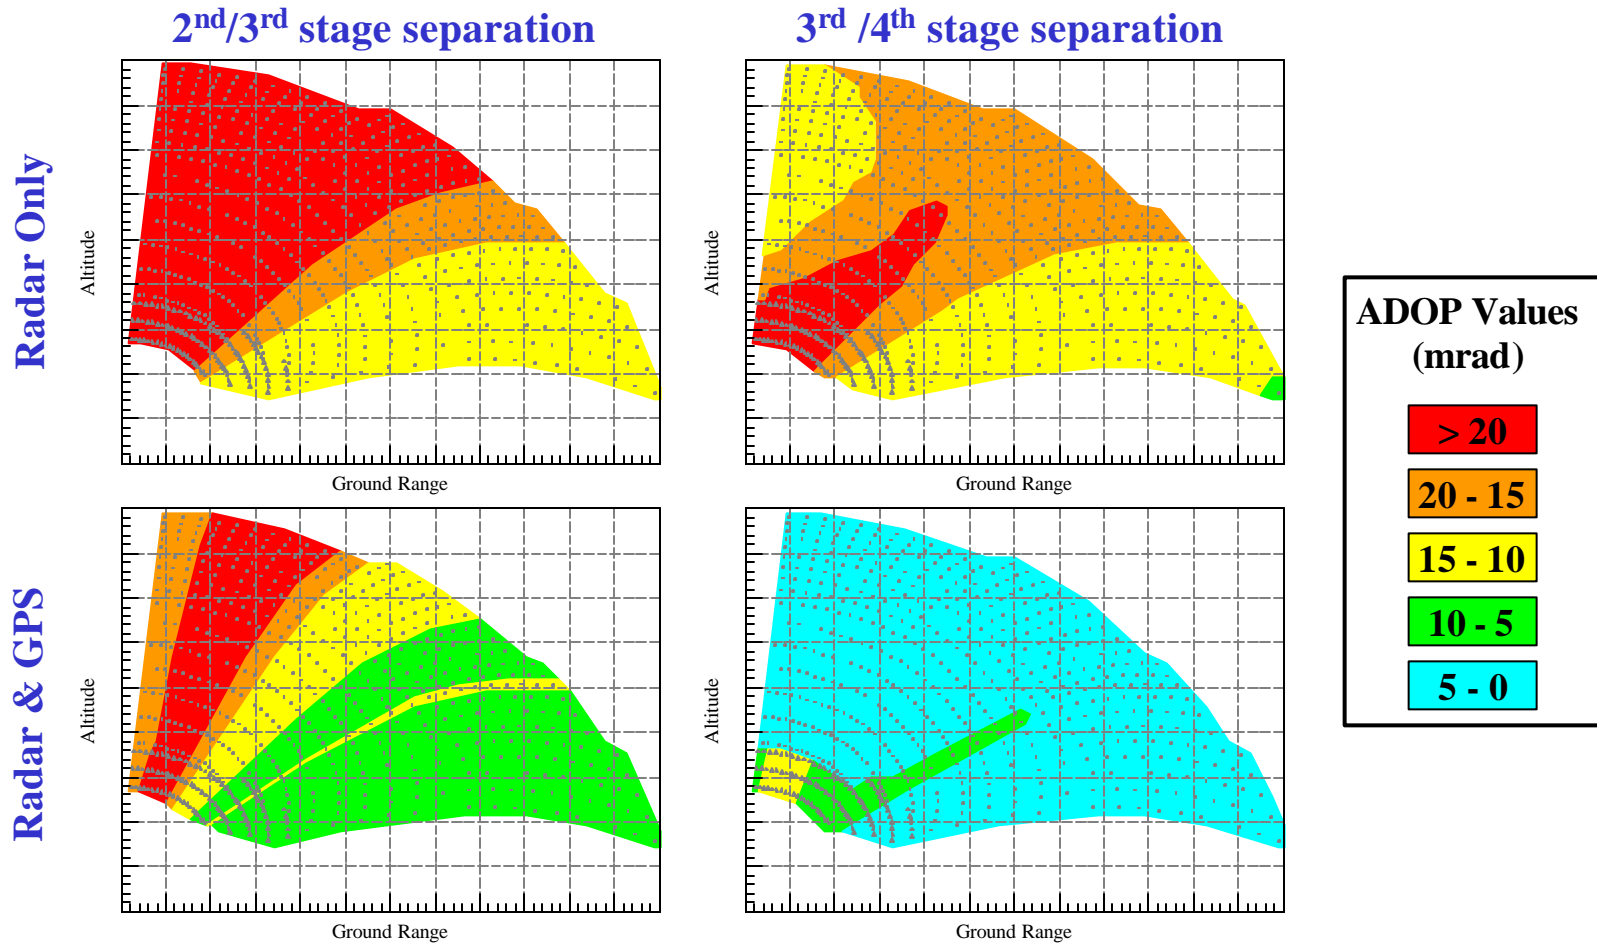 2nd/3rd stage separation
3rd /4th stage separation
Radar Only
Altitude
Ground Range
Altitude
Ground Range
Radar & GPS
Altitude
Ground Range
Altitude
Ground Range
ADOP Values
(mrad)
> 20
20 - 15
15 - 10
10 - 5
5 - 0